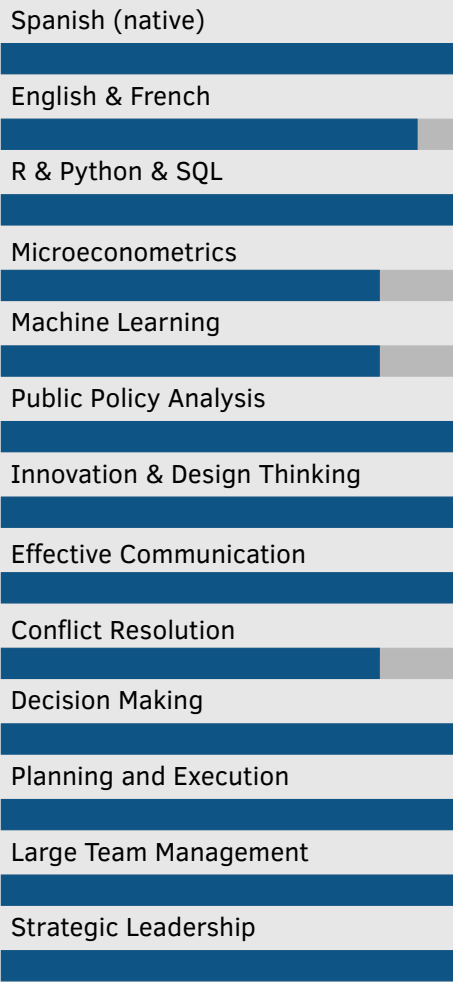 Spanish (native)
English & French
R & Python & SQL
Microeconometrics
Machine Learning
Public Policy Analysis
Innovation & Design Thinking
Effective Communication
Conflict Resolution
Decision Making
Planning and Execution
Large Team Management
Strategic Leadership